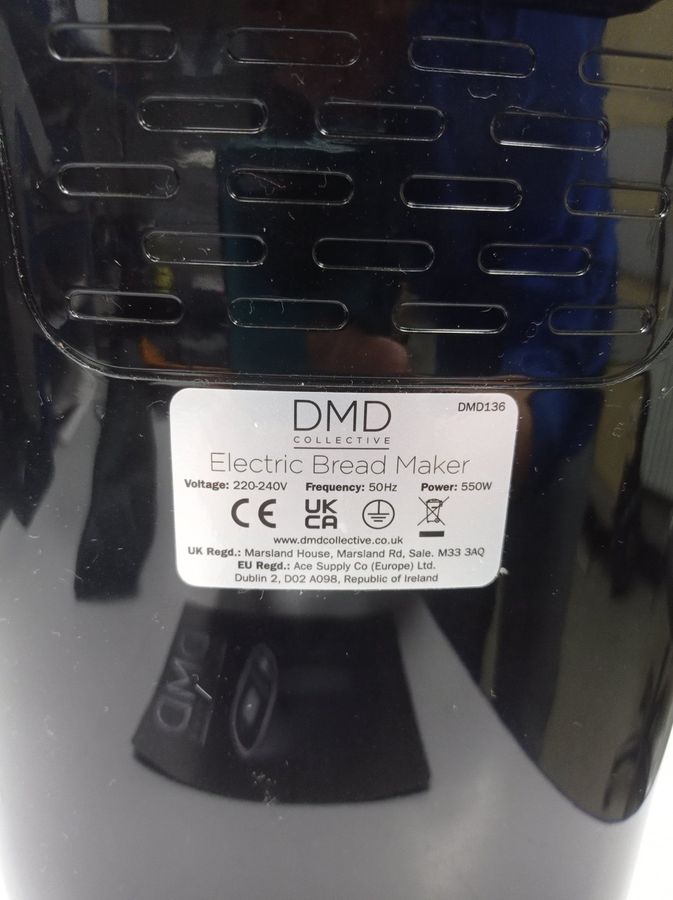 DMD
COLLECTIVE
DMD136
Electric Bread Maker
Voltage: 220-240V Frequency: 50Hz Power: 550W
CE UK CA
www.dmdcollective.co.uk
UK Regd.: Marsland House, Marsland Rd, Sale. M33 3AQ
EU Regd.: Ace Supply Co (Europe) Ltd.
Dublin 2, D02 A098, Republic of Ireland
DMD